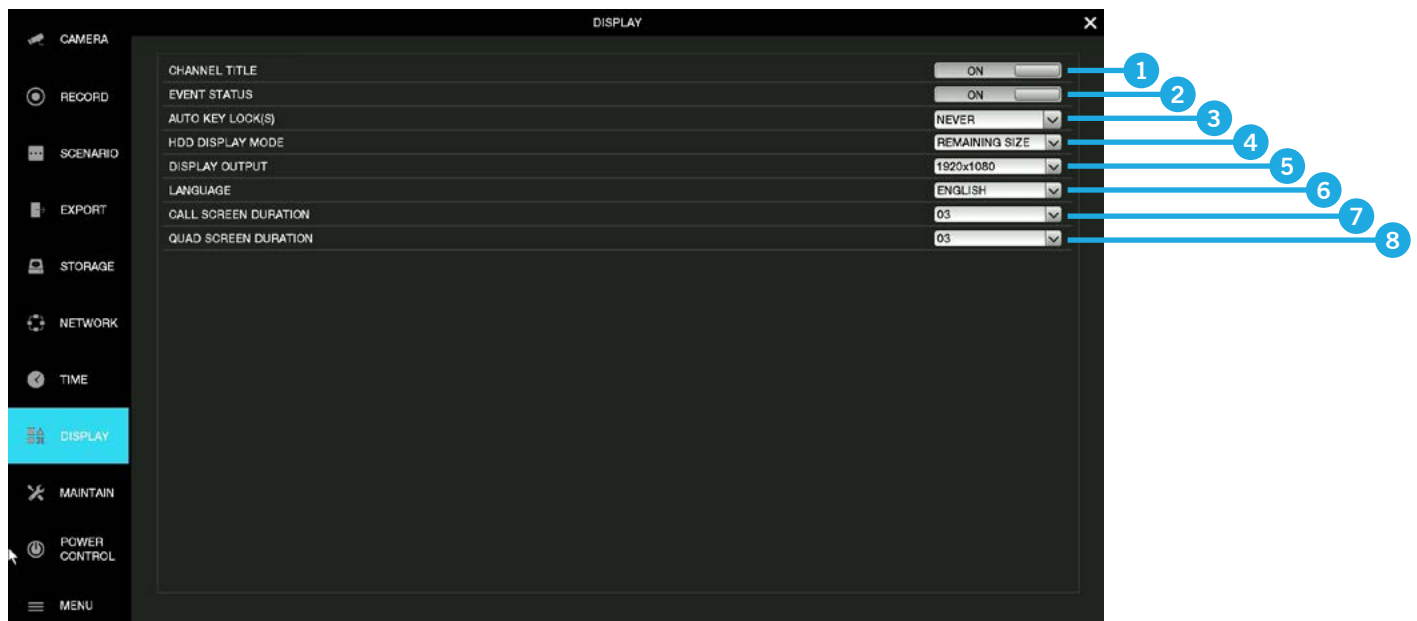 DISPLAY
CAMERA
RECORD
SCENARIO
EXPORT
STORAGE
NETWORK
TIME
DISPLAY
MAINTAIN
POWER
CONTROL
MENU
CHANNEL TITLE ON 1
EVENT STATUS ON 2
AUTO KEY LOCK(S) NEVER 3
HDD DISPLAY MODE REMAINING SIZE 4
DISPLAY OUTPUT 1920x1080 5
LANGUAGE ENGLISH 6
CALL SCREEN DURATION 03 7
QUAD SCREEN DURATION 03 8